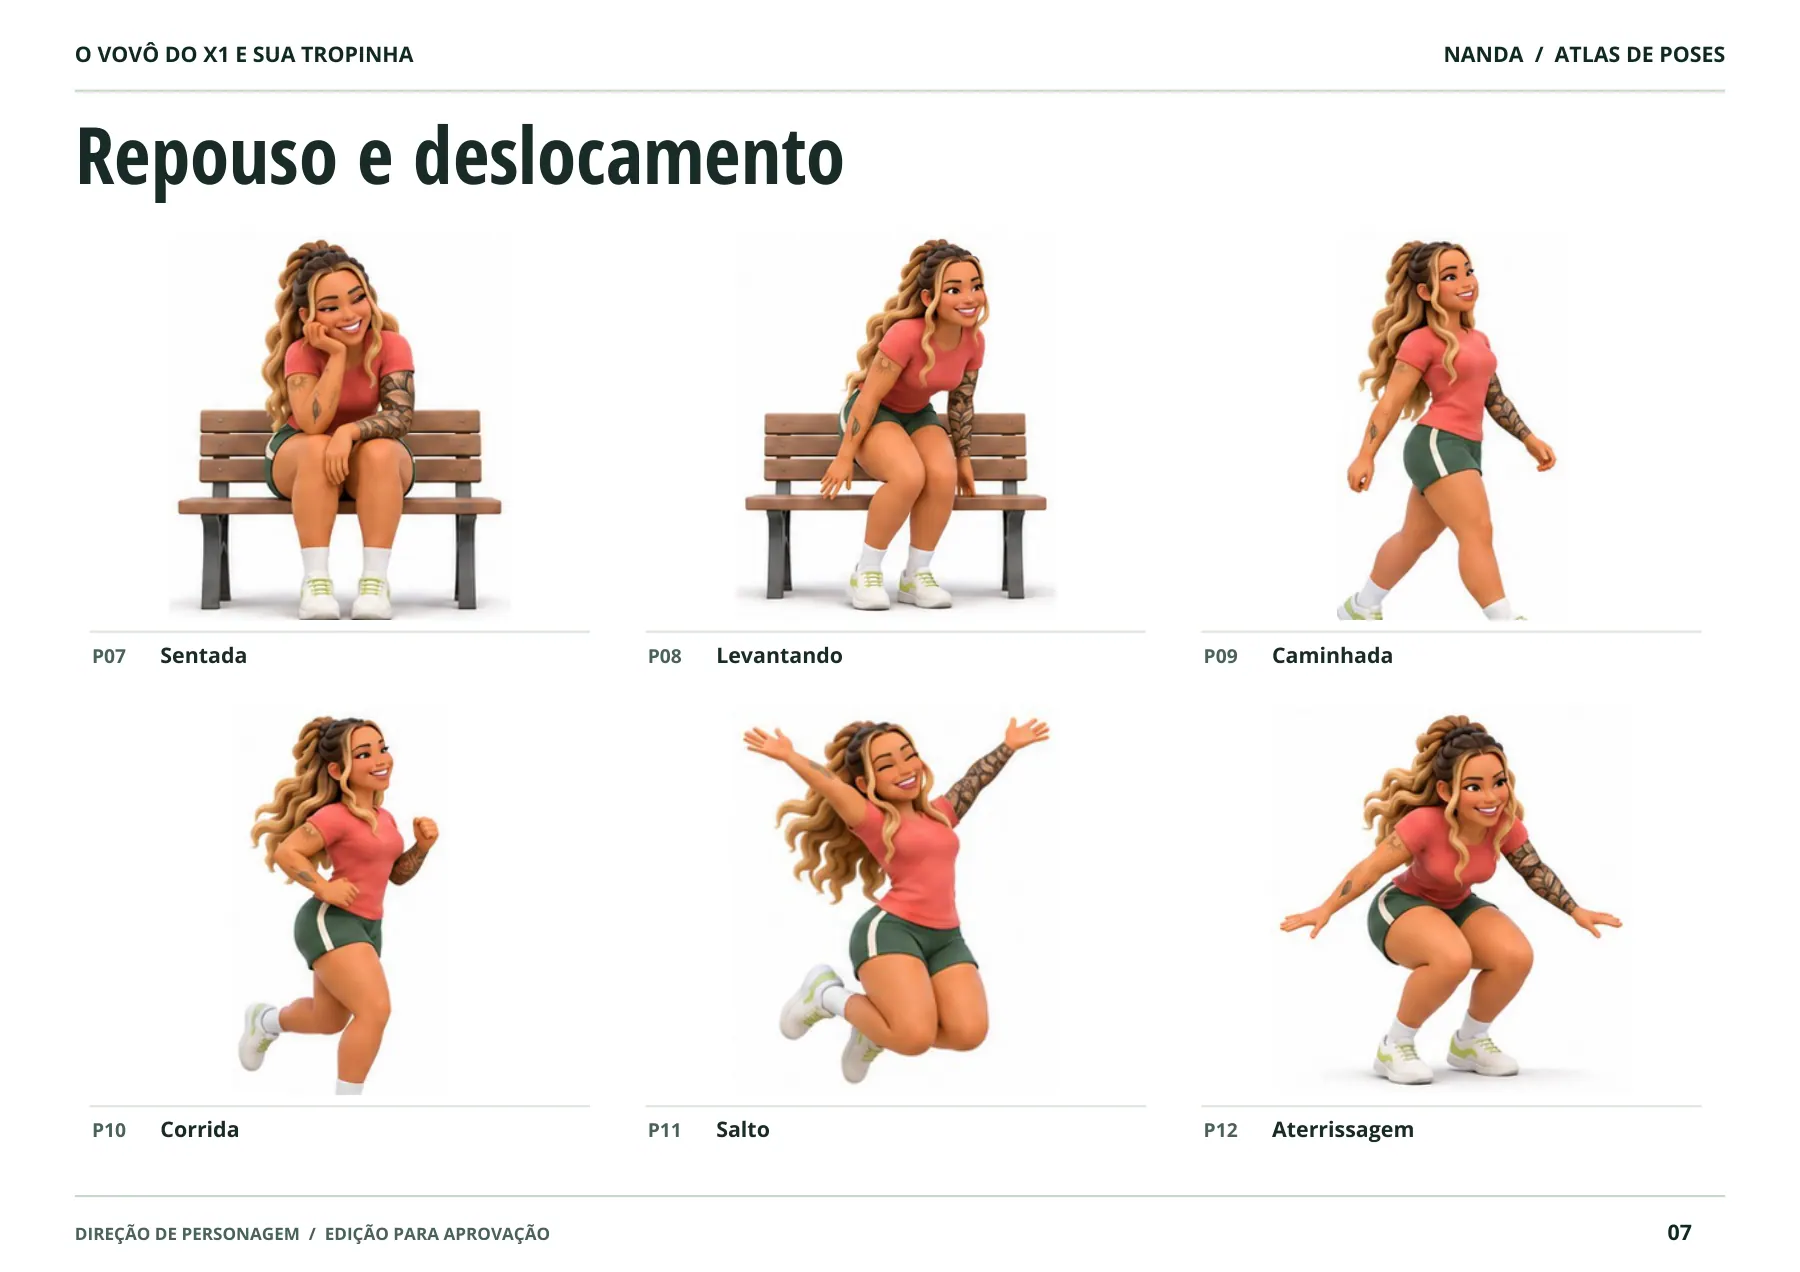 O VOVÔ DO X1 E SUA TROPINHA
NANDA / ATLAS DE POSES
Repouso e deslocamento
P07 Sentada
P08 Levantando
P09 Caminhada
P10 Corrida
P11 Salto
P12 Aterrissagem
DIREÇÃO DE PERSONAGEM / EDIÇÃO PARA APROVAÇÃO
07